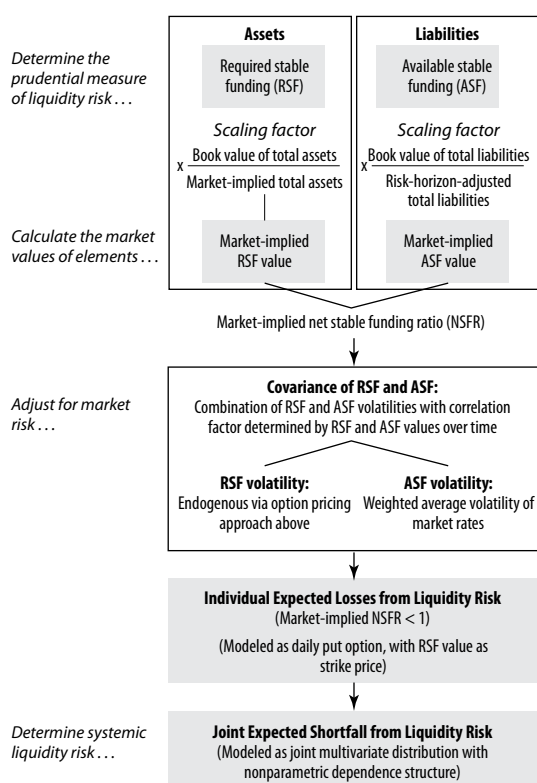 Assets
Liabilities
Determine the
prudential measure
of liquidity risk . . .
Required stable
funding (RSF)
Available stable
funding (ASF)
Scaling factor
x Book value of total assets
Market-implied total assets
Scaling factor
x Book value of total liabilities
Risk-horizon-adjusted
total liabilities
Calculate the market
values of elements . . .
Market-implied
RSF value
Market-implied
ASF value
Market-implied net stable funding ratio (NSFR)
Adjust for market
risk . . .
Covariance of RSF and ASF:
Combination of RSF and ASF volatilities with correlation
factor determined by RSF and ASF values over time
RSF volatility:
Endogenous via option pricing
approach above
ASF volatility:
Weighted average volatility of
market rates
Individual Expected Losses from Liquidity Risk
(Market-implied NSFR < 1)
(Modeled as daily put option, with RSF value as
strike price)
Determine systemic
liquidity risk . . .
Joint Expected Shortfall from Liquidity Risk
(Modeled as joint multivariate distribution with
nonparametric dependence structure)